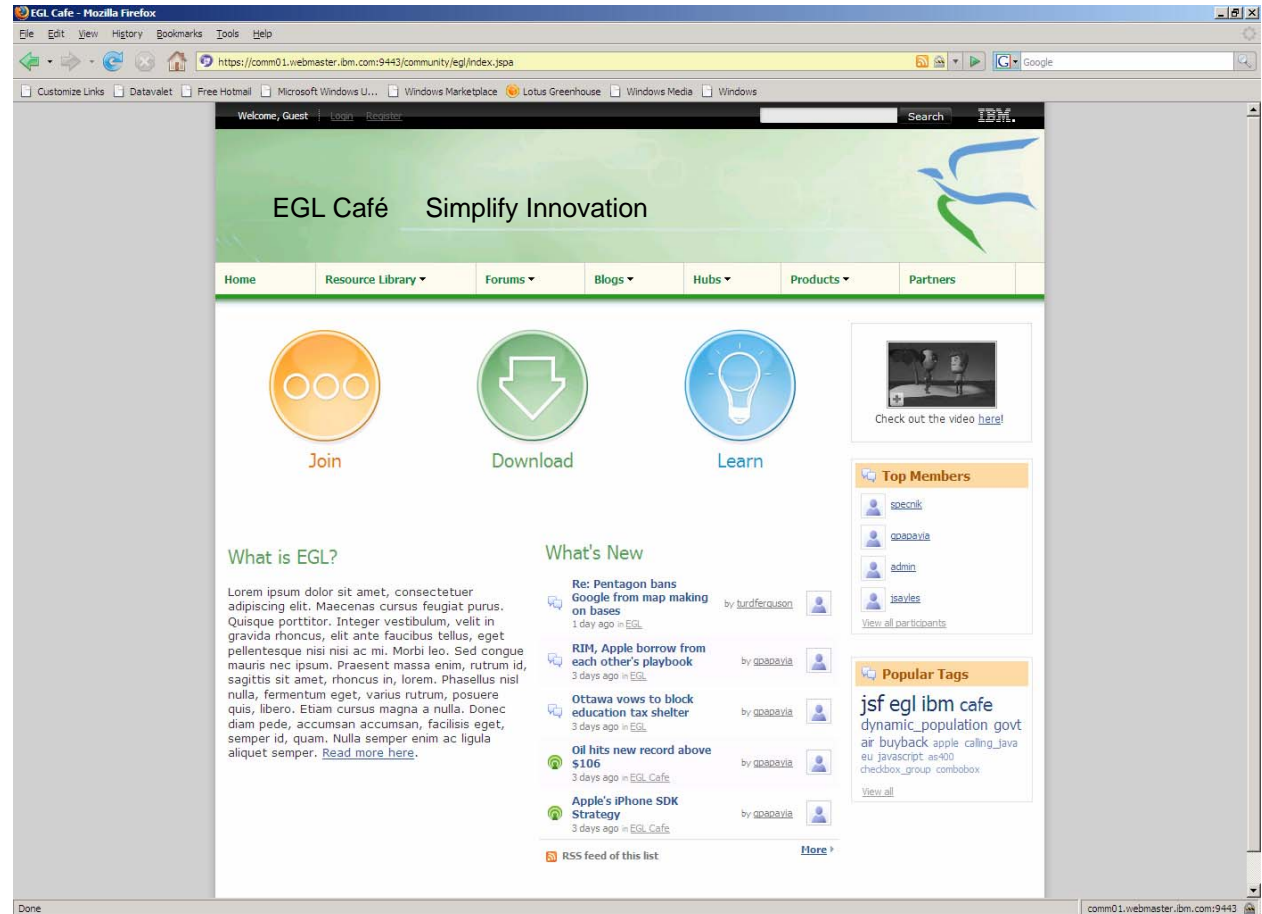 EGL Cafe - Mozilla Firefox
File Edit View History Bookmarks Tools Help
https://comm01.webmaster.ibm.com:9443/community/egl/index.jspa
Google
Customize Links Datavalet Free Hotmail Microsoft Windows U... Windows Marketplace Lotus Greenhouse Windows Media Windows
Welcome, Guest Login Register Search IBM.
EGL Café Simplify Innovation
Home Resource Library Forums Blogs Hubs Products Partners
Join Download Learn
Check out the video here!
Top Members
specnik
gpapayia
admin
jsayles
View all participants
Popular Tags
jsf egl ibm cafe
dynamic_population govt
air buyback apple calling_java
eu javascript as400
checkbox_group combobox
View all
What is EGL?
Lorem ipsum dolor sit amet, consectetuer
adipiscing elit. Maecenas cursus feugiat purus.
Quisque porttitor. Integer vestibulum, velit in
gravida rhoncus, elit ante faucibus tellus, eget
pellentesque nisi nisi ac mi. Morbi leo. Sed congue
mauris nec ipsum. Praesent massa enim, rutrum id,
sagittis sit amet, rhoncus in, lorem. Phasellus nisl
nulla, fermentum eget, varius rutrum, posuere
quis, libero. Etiam cursus magna a nulla. Donec
diam pede, accumsan accumsan, facilisis eget,
semper id, quam. Nulla semper enim ac ligula
aliquet semper. Read more here.
What's New
Re: Pentagon bans
Google from map making
on bases
by turdferguson
1 day ago in EGL
RIM, Apple borrow from
each other's playbook
by gpapayia
3 days ago in EGL
Ottawa vows to block
education tax shelter
by gpapayia
3 days ago in EGL
Oil hits new record above
$106
by gpapayia
3 days ago in EGL Cafe
Apple's iPhone SDK
Strategy
by gpapayia
3 days ago in EGL Cafe
RSS feed of this list
More
Done
comm01.webmaster.ibm.com:9443